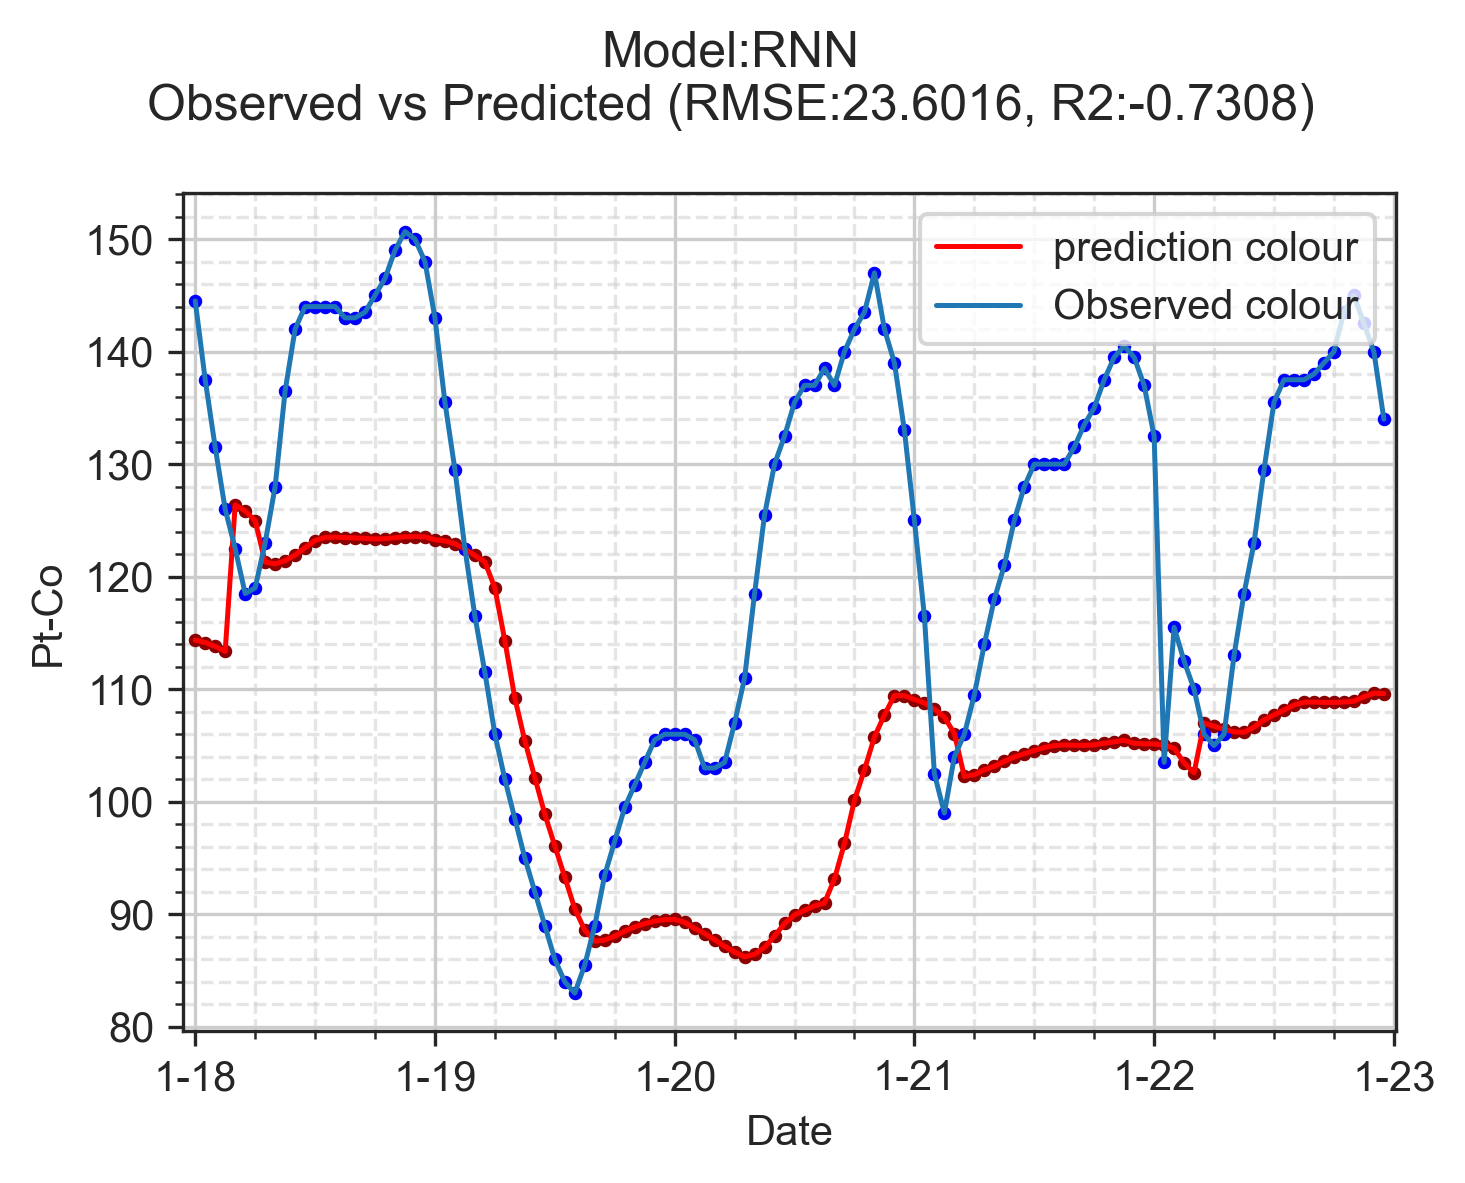 Model:RNN
Observed vs Predicted (RMSE:23.6016, R2:-0.7308)
prediction colour
Observed colour
150
140
130
120
110
100
90
80
Pt-Co
1-18 1-19 1-20 1-21 1-22 1-23
Date